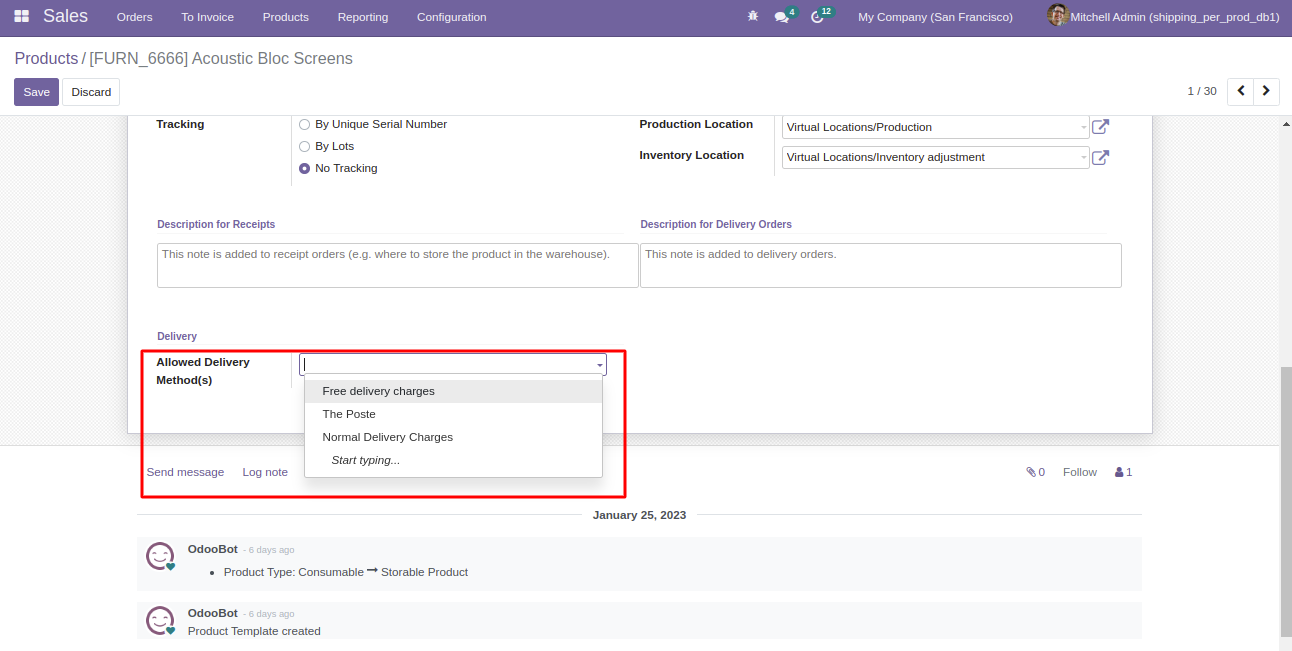 Sales Orders To Invoice Products Reporting Configuration 4 12 My Company (San Francisco) Mitchell Admin (shipping_per_prod_db1)
Products / [FURN_6666] Acoustic Bloc Screens
Save Discard 1 / 30
Tracking
By Unique Serial Number
By Lots
No Tracking
Production Location Virtual Locations/Production
Inventory Location Virtual Locations/Inventory adjustment
Description for Receipts
This note is added to receipt orders (e.g. where to store the product in the warehouse).
Description for Delivery Orders
This note is added to delivery orders.
Delivery
Allowed Delivery
Method(s)
Free delivery charges
The Poste
Normal Delivery Charges
Start typing...
Send message Log note 0 Follow 1
January 25, 2023
OdooBot - 6 days ago
• Product Type: Consumable → Storable Product
OdooBot - 6 days ago
Product Template created